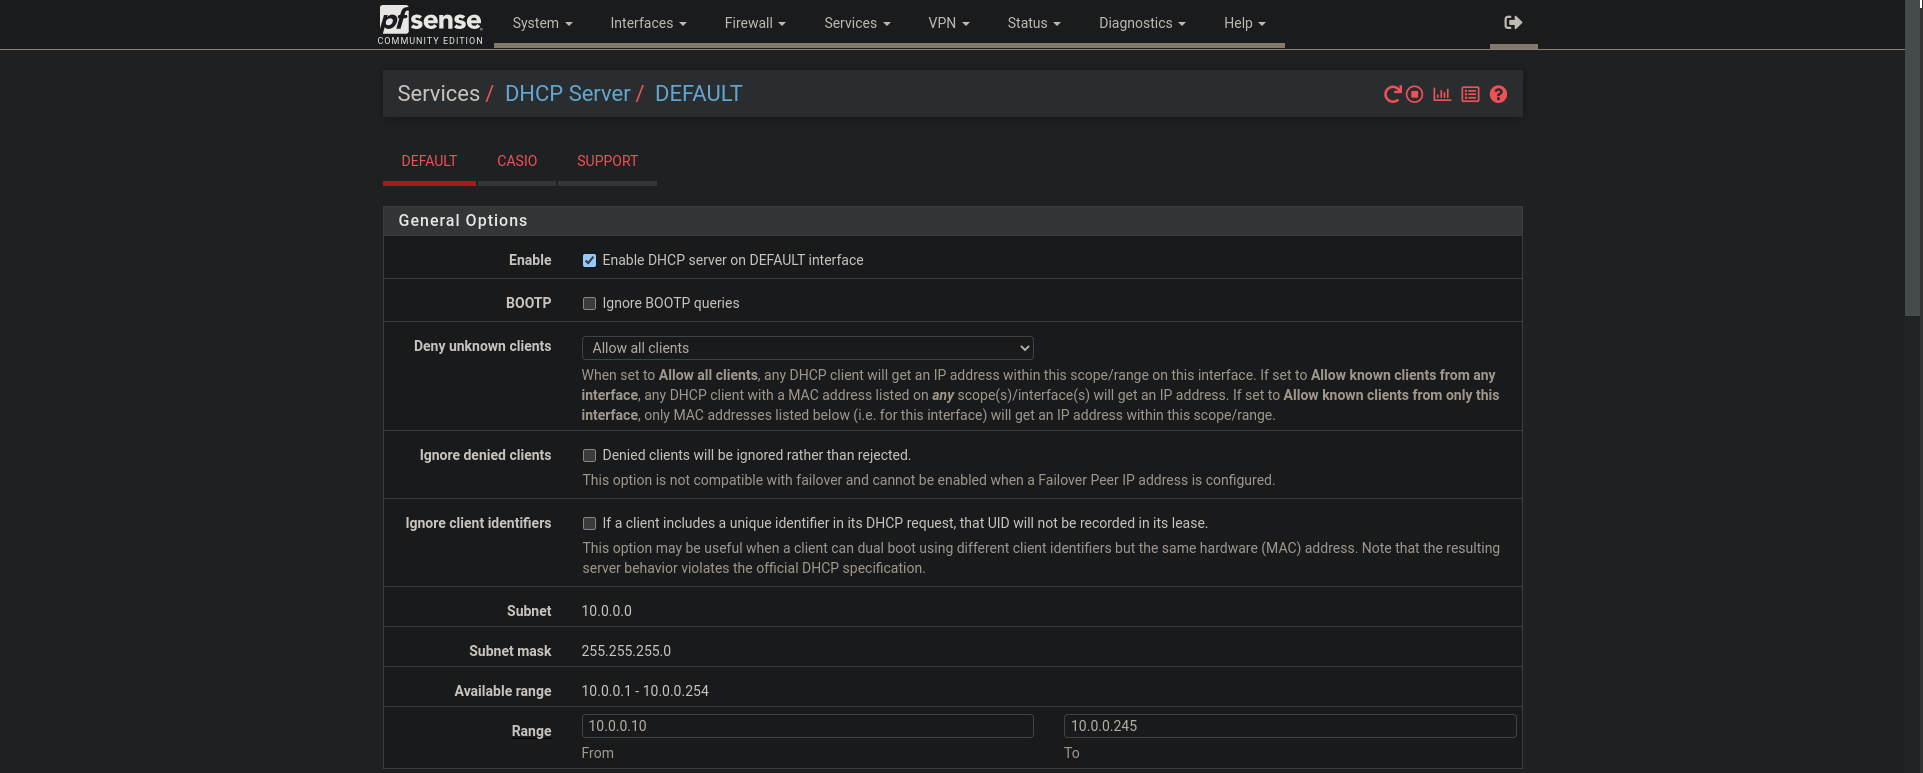 pfsense
COMMUNITY EDITION
System Interfaces Firewall Services VPN Status Diagnostics Help
Services / DHCP Server / DEFAULT
DEFAULT CASIO SUPPORT
General Options
Enable Enable DHCP server on DEFAULT interface
BOOTP Ignore BOOTP queries
Deny unknown clients Allow all clients
When set to Allow all clients, any DHCP client will get an IP address within this scope/range on this interface. If set to Allow known clients from any
interface, any DHCP client with a MAC address listed on any scope(s)/interface(s) will get an IP address. If set to Allow known clients from only this
interface, only MAC addresses listed below (i.e. for this interface) will get an IP address within this scope/range.
Ignore denied clients Denied clients will be ignored rather than rejected.
This option is not compatible with failover and cannot be enabled when a Failover Peer IP address is configured.
Ignore client identifiers If a client includes a unique identifier in its DHCP request, that UID will not be recorded in its lease.
This option may be useful when a client can dual boot using different client identifiers but the same hardware (MAC) address. Note that the resulting
server behavior violates the official DHCP specification.
Subnet 10.0.0.0
Subnet mask 255.255.255.0
Available range 10.0.0.1 - 10.0.0.254
Range 10.0.0.10 10.0.0.245
From To